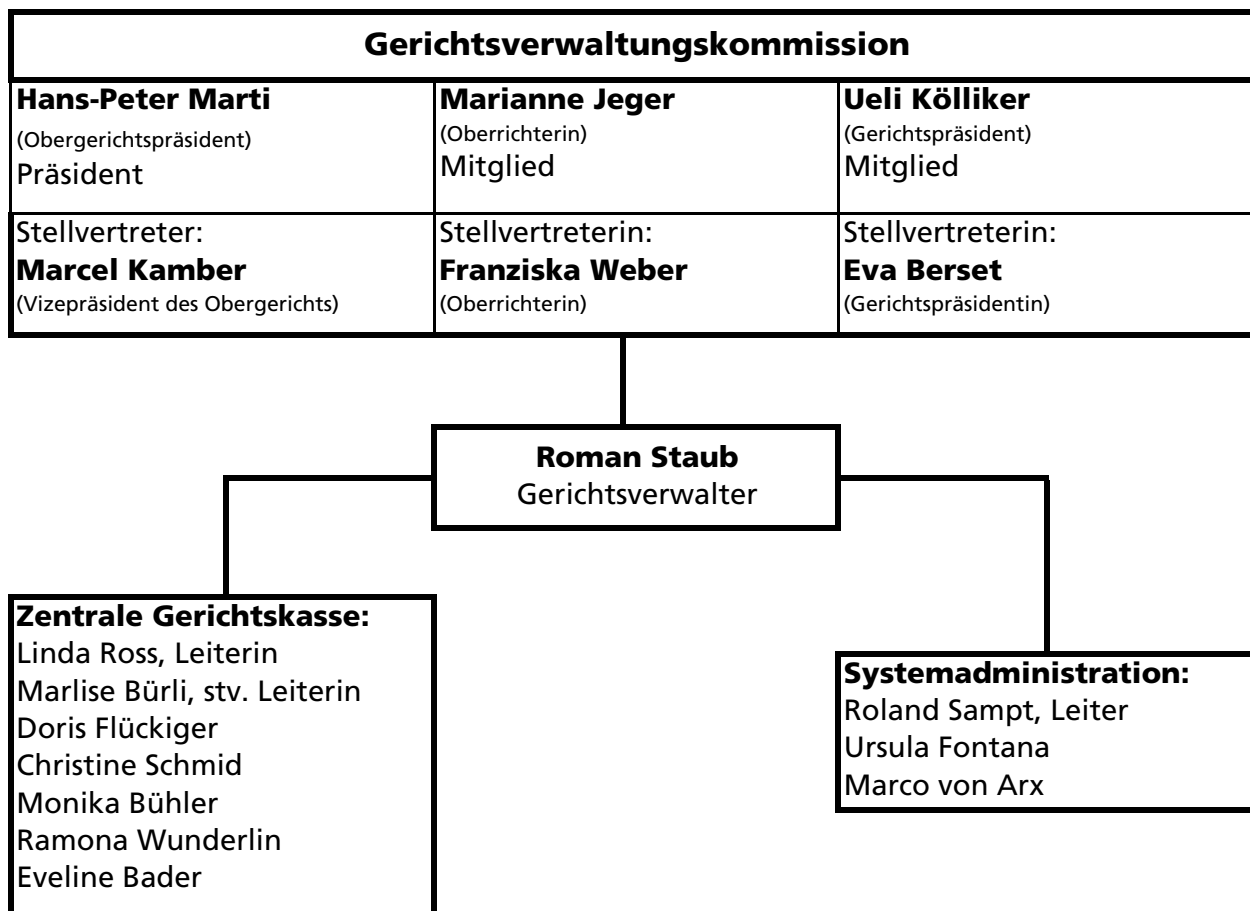 Gerichtsverwaltungskommission
Hans-Peter Marti
(Obergerichtspräsident)
Präsident
Marianne Jeger
(Oberrichterin)
Mitglied
Ueli Kölliker
(Gerichtspräsident)
Mitglied
Stellvertreter:
Marcel Kamber
(Vizepräsident des Obergerichts)
Stellvertreterin:
Franziska Weber
(Oberrichterin)
Stellvertreterin:
Eva Berset
(Gerichtspräsidentin)
Roman Staub
Gerichtsverwalter
Zentrale Gerichtskasse:
Linda Ross, Leiterin
Marlise Bürli, stv. Leiterin
Doris Flückiger
Christine Schmid
Monika Bühler
Ramona Wunderlin
Eveline Bader
Systemadministration:
Roland Sampt, Leiter
Ursula Fontana
Marco von Arx